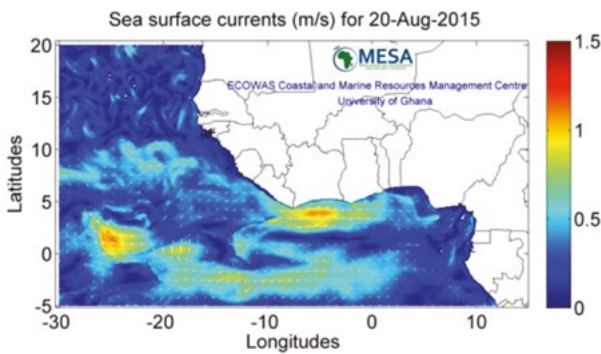 Sea surface currents (m/s) for 20-Aug-2015
MESA
ECOWAS Coastal and Marine Resources Management Centre
University of Ghana
Latitudes
20
15
10
5
0
-5
-30
-20
-10
0
10
Longitudes
1.5
1
0.5
0